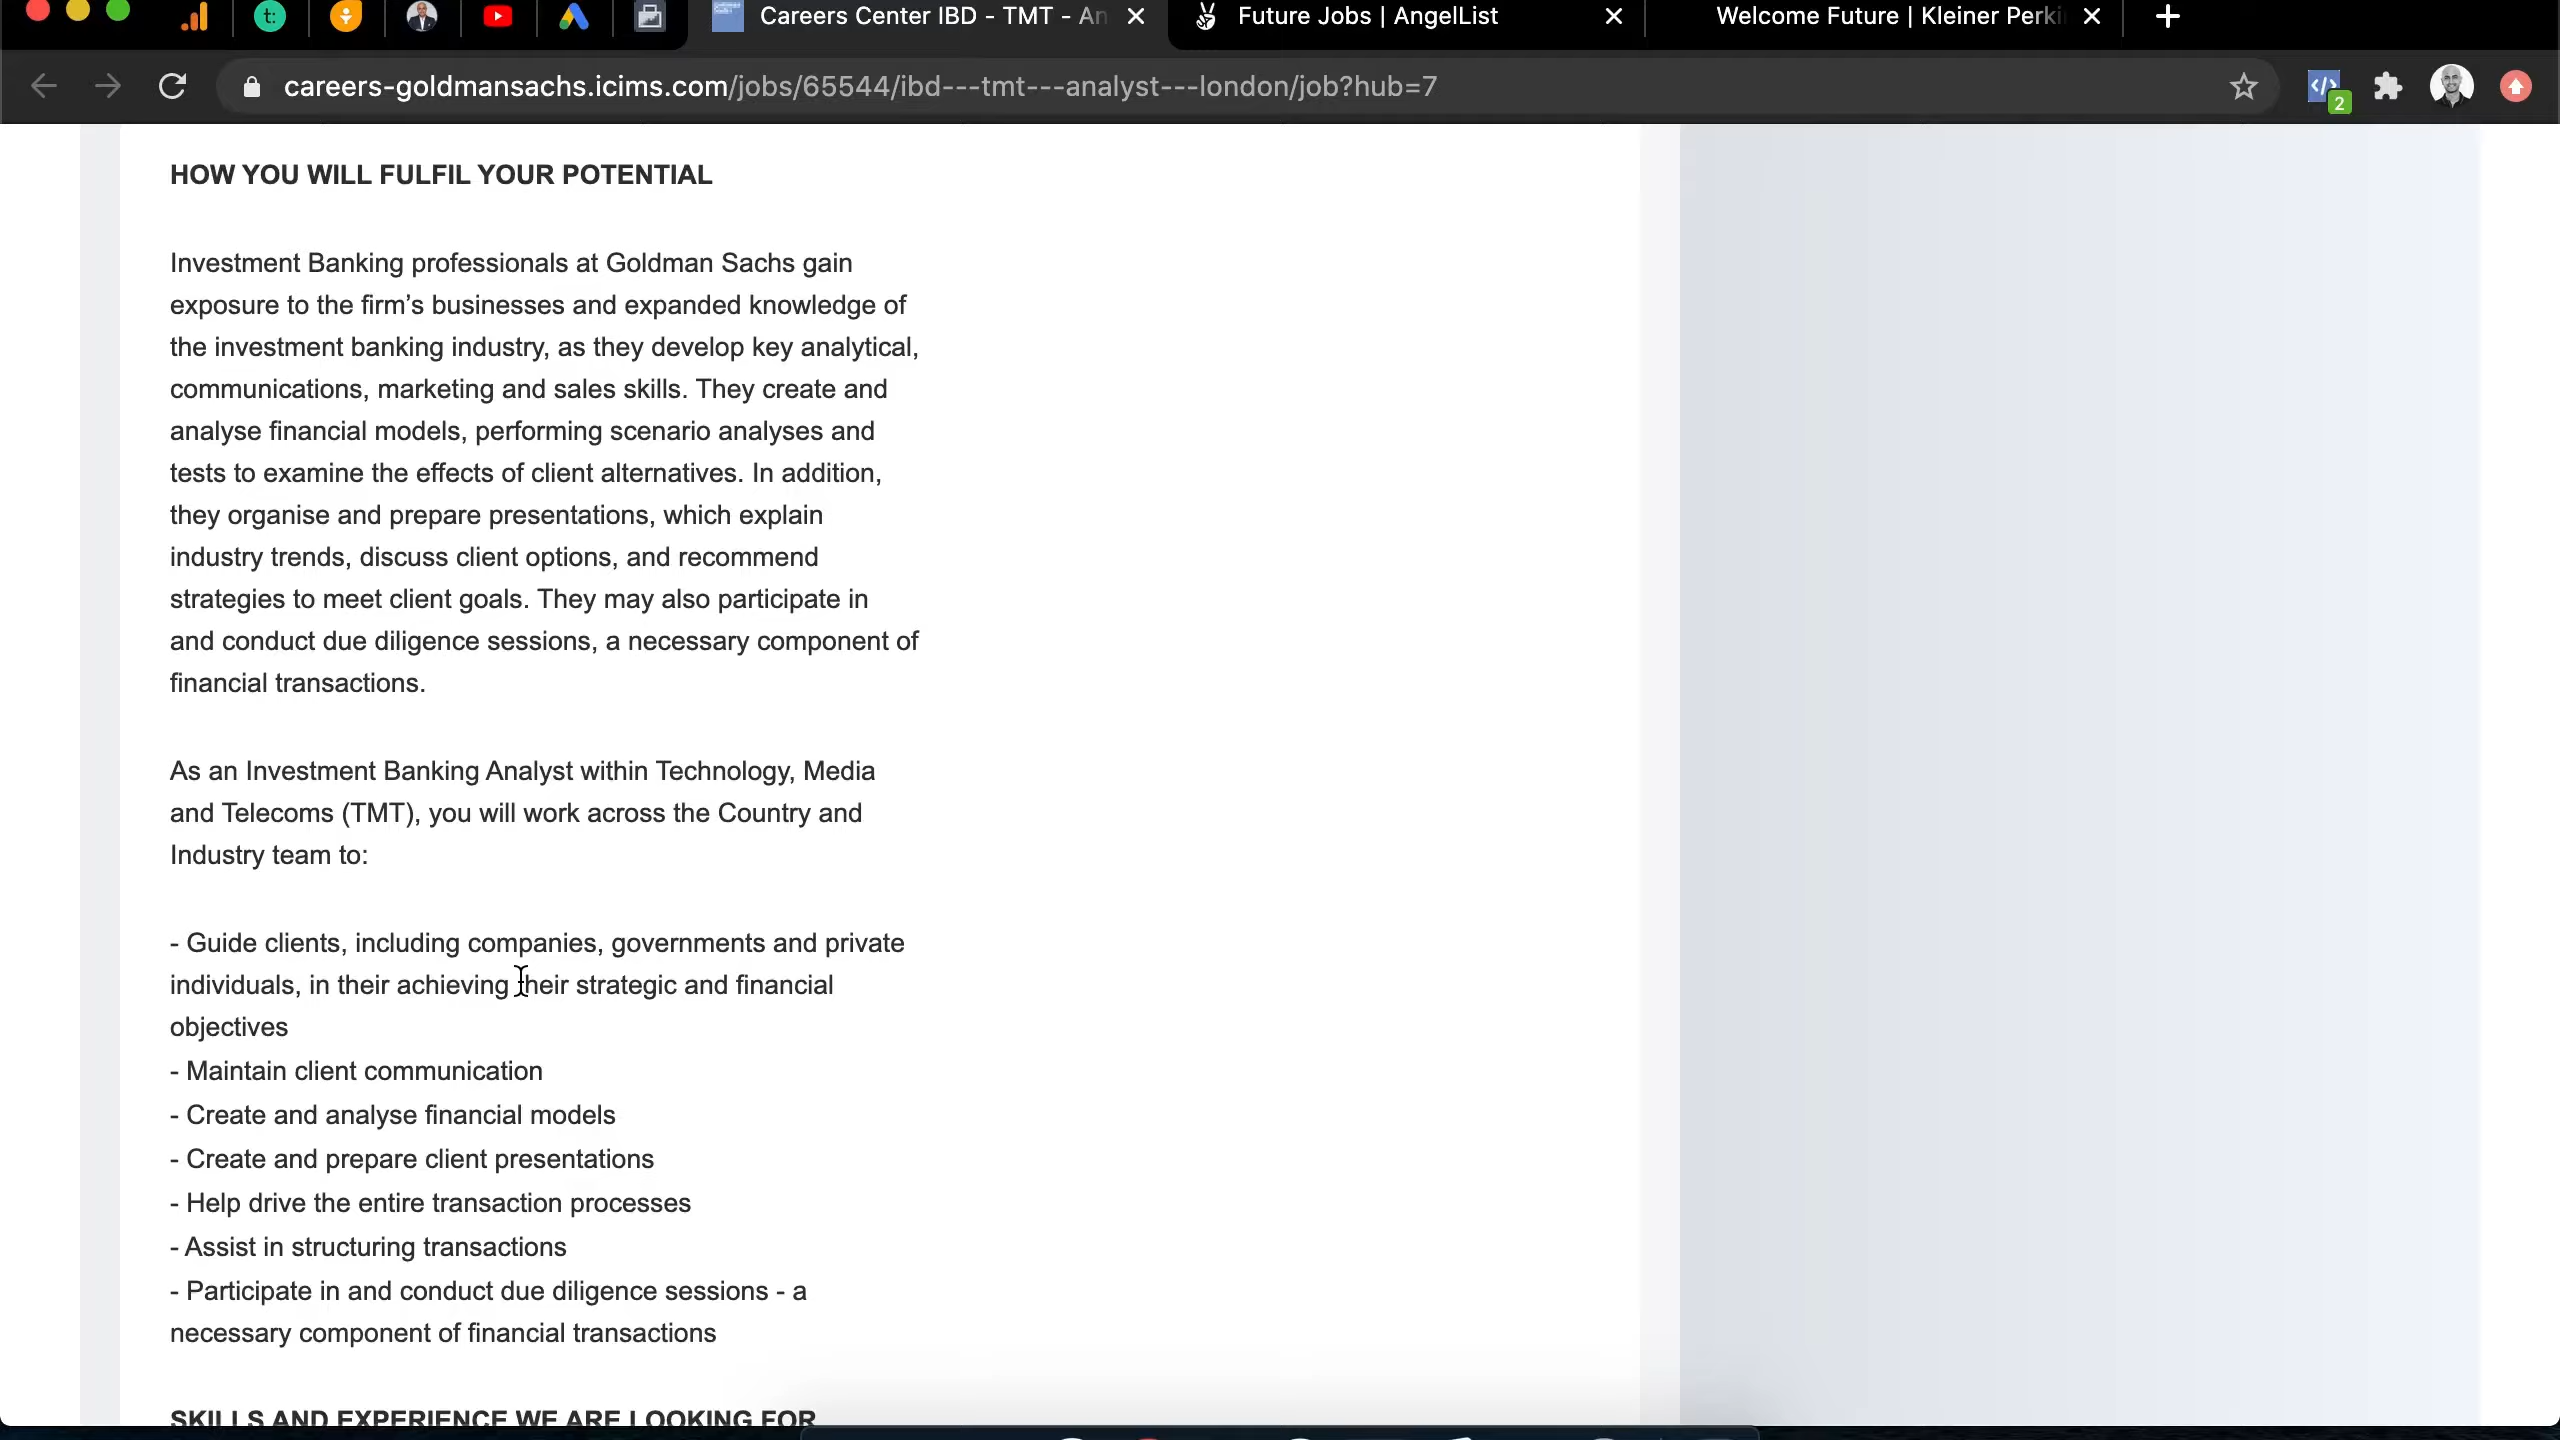 t:
Careers Center IBD - TMT - An
Future Jobs | AngelList
Welcome Future | Kleiner Perki
careers-goldmansachs.icims.com/jobs/65544/ibd---tmt---analyst---london/job?hub=7
</>
2
HOW YOU WILL FULFIL YOUR POTENTIAL
Investment Banking professionals at Goldman Sachs gain
exposure to the firm’s businesses and expanded knowledge of
the investment banking industry, as they develop key analytical,
communications, marketing and sales skills. They create and
analyse financial models, performing scenario analyses and
tests to examine the effects of client alternatives. In addition,
they organise and prepare presentations, which explain
industry trends, discuss client options, and recommend
strategies to meet client goals. They may also participate in
and conduct due diligence sessions, a necessary component of
financial transactions.
As an Investment Banking Analyst within Technology, Media
and Telecoms (TMT), you will work across the Country and
Industry team to:
- Guide clients, including companies, governments and private
individuals, in their achieving their strategic and financial
objectives
- Maintain client communication
- Create and analyse financial models
- Create and prepare client presentations
- Help drive the entire transaction processes
- Assist in structuring transactions
- Participate in and conduct due diligence sessions - a
necessary component of financial transactions
SKILLS AND EXPERIENCE WE ARE LOOKING FOR